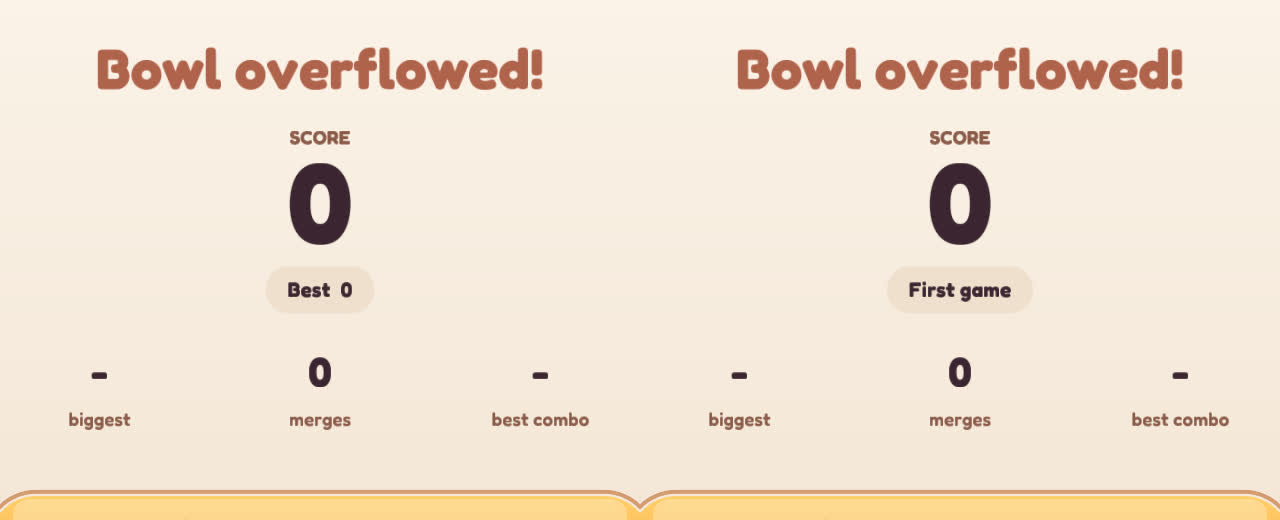 Bowl overflowed!
SCORE
0
Best 0
-
0
-
biggest
merges
best combo
Bowl overflowed!
SCORE
0
First game
-
0
-
biggest
merges
best combo